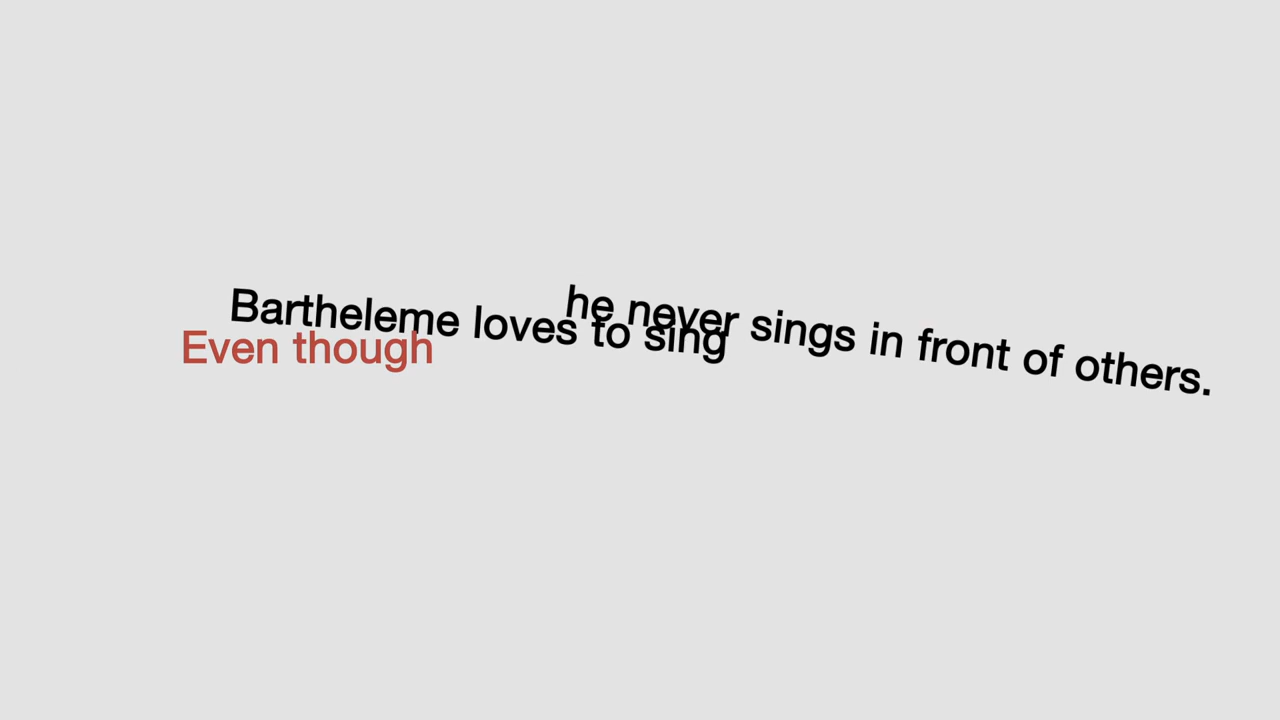 Even though
Bartheleme loves to sing
he never sings in front of others.